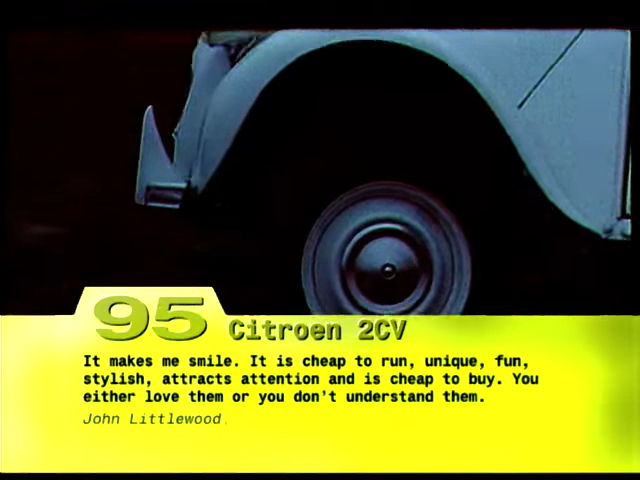 95 Citroen 2CV
It makes me smile. It is cheap to run, unique, fun,
stylish, attracts attention and is cheap to buy. You
either love them or you don't understand them.
John Littlewood